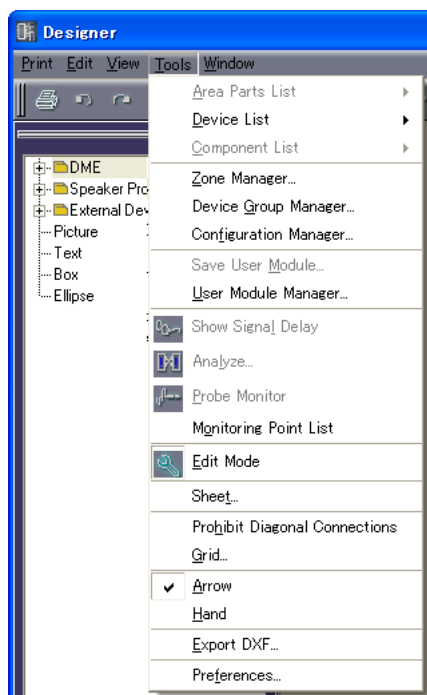 Designer
Print Edit View Tools Window
Area Parts List
Device List
Component List
DME
Zone Manager...
Speaker Pro
Device Group Manager...
External Dev
Configuration Manager...
Picture
Text
Save User Module...
Box
User Module Manager...
Ellipse
Show Signal Delay
Analyze...
Probe Monitor
Monitoring Point List
Edit Mode
Sheet...
Prohibit Diagonal Connections
Grid...
Arrow
Hand
Export DXF...
Preferences...